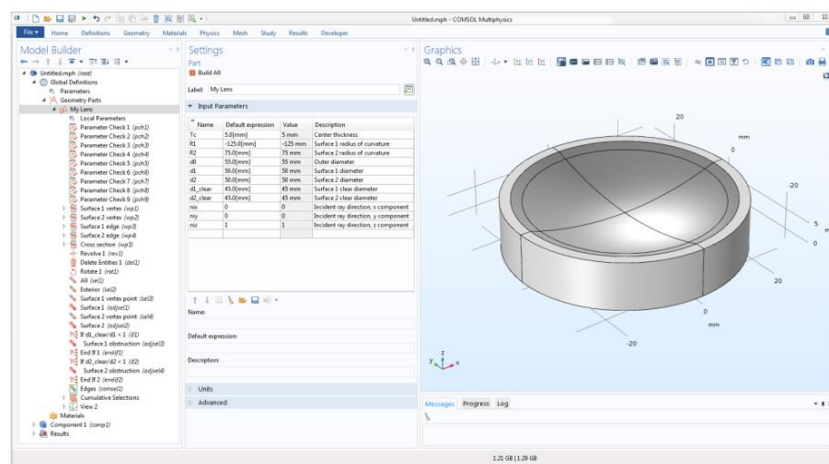 Untitled.mph - COMSOL Multiphysics
File Home Definitions Geometry Materials Physics Mesh Study Results Developer
Model Builder
Untitled.mph (root)
Global Definitions
Parameters
Geometry Parts
My Lens
Local Parameters
Parameter Check 1 (pch1)
Parameter Check 2 (pch2)
Parameter Check 3 (pch3)
Parameter Check 4 (pch4)
Parameter Check 5 (pch5)
Parameter Check 6 (pch6)
Parameter Check 7 (pch7)
Parameter Check 8 (pch8)
Parameter Check 9 (pch9)
Surface 1 vertex (wp1)
Surface 2 vertex (wp2)
Surface 1 edge (wp3)
Surface 2 edge (wp4)
Cross section (wp5)
Revolve 1 (rev1)
Delete Entities 1 (del1)
Rotate 1 (rot1)
All (sel1)
Exterior (sel2)
Surface 1 vertex point (sel3)
Surface 1 (adjsel1)
Surface 2 vertex point (sel4)
Surface 2 (adjsel2)
If d1_clear/d1 < 1 (if1)
Surface 1 obstruction (adjsel3)
End If 1 (endif1)
If d2_clear/d2 < 1 (if2)
Surface 2 obstruction (adjsel4)
End If 2 (endif2)
Edges (comsel1)
Cumulative Selections
View 2
Materials
Component 1 (comp1)
Results
Settings
Part
Build All
Label: My Lens
Input Parameters
Name Default expression Value Description
Tc 5.0[mm] 5 mm Center thickness
R1 -125.0[mm] -125 mm Surface 1 radius of curvature
R2 75.0[mm] 75 mm Surface 2 radius of curvature
d0 55.0[mm] 55 mm Outer diameter
d1 50.0[mm] 50 mm Surface 1 diameter
d2 50.0[mm] 50 mm Surface 2 diameter
d1_clear 45.0[mm] 45 mm Surface 1 clear diameter
d2_clear 45.0[mm] 45 mm Surface 2 clear diameter
nix 0 0 Incident ray direction, x component
niy 0 0 Incident ray direction, y component
niz 1 1 Incident ray direction, z component
Name:
Default expression:
Description:
Units
Advanced
Graphics
20
mm
0
-20
5
m
0
20
0
mm
-20
z
y x
Messages Progress Log
1.21 GB | 1.29 GB